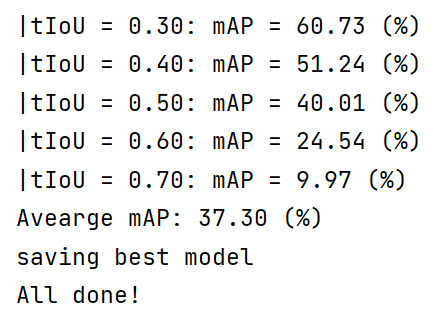 |tIoU = 0.30: mAP = 60.73 (%)
|tIoU = 0.40: mAP = 51.24 (%)
|tIoU = 0.50: mAP = 40.01 (%)
|tIoU = 0.60: mAP = 24.54 (%)
|tIoU = 0.70: mAP = 9.97 (%)
Avearge mAP: 37.30 (%)
saving best model
All done!